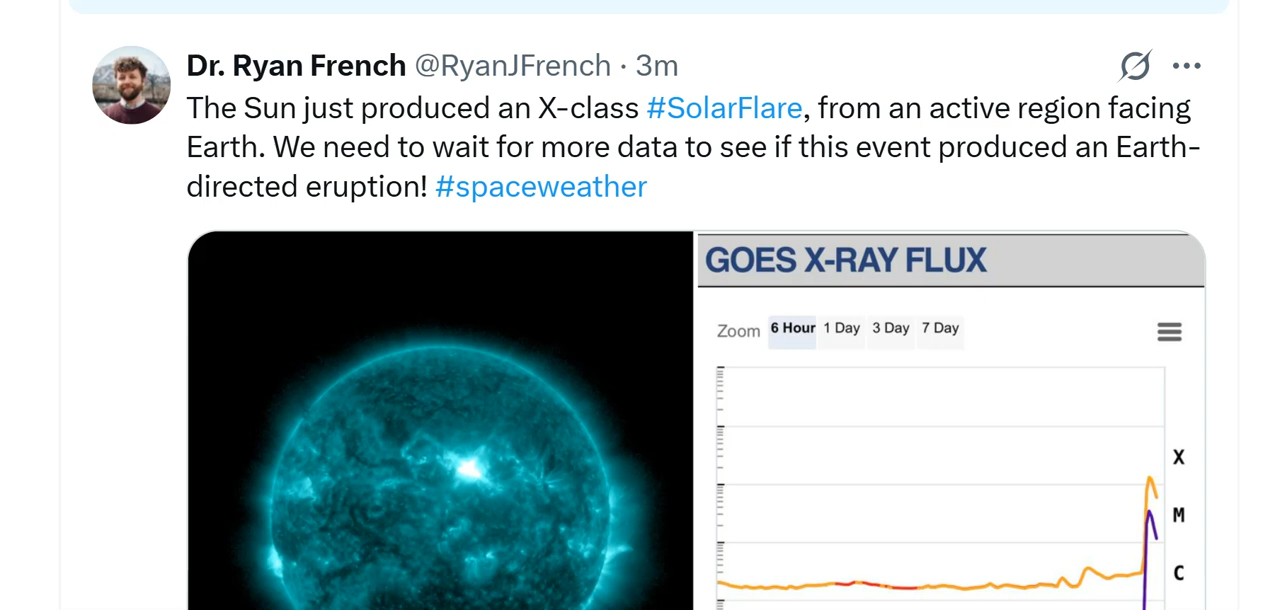 Dr. Ryan French @RyanJFrench · 3m
The Sun just produced an X-class #SolarFlare, from an active region facing
Earth. We need to wait for more data to see if this event produced an Earth-
directed eruption! #spaceweather
GOES X-RAY FLUX
Zoom 6 Hour 1 Day 3 Day 7 Day
X
M
C